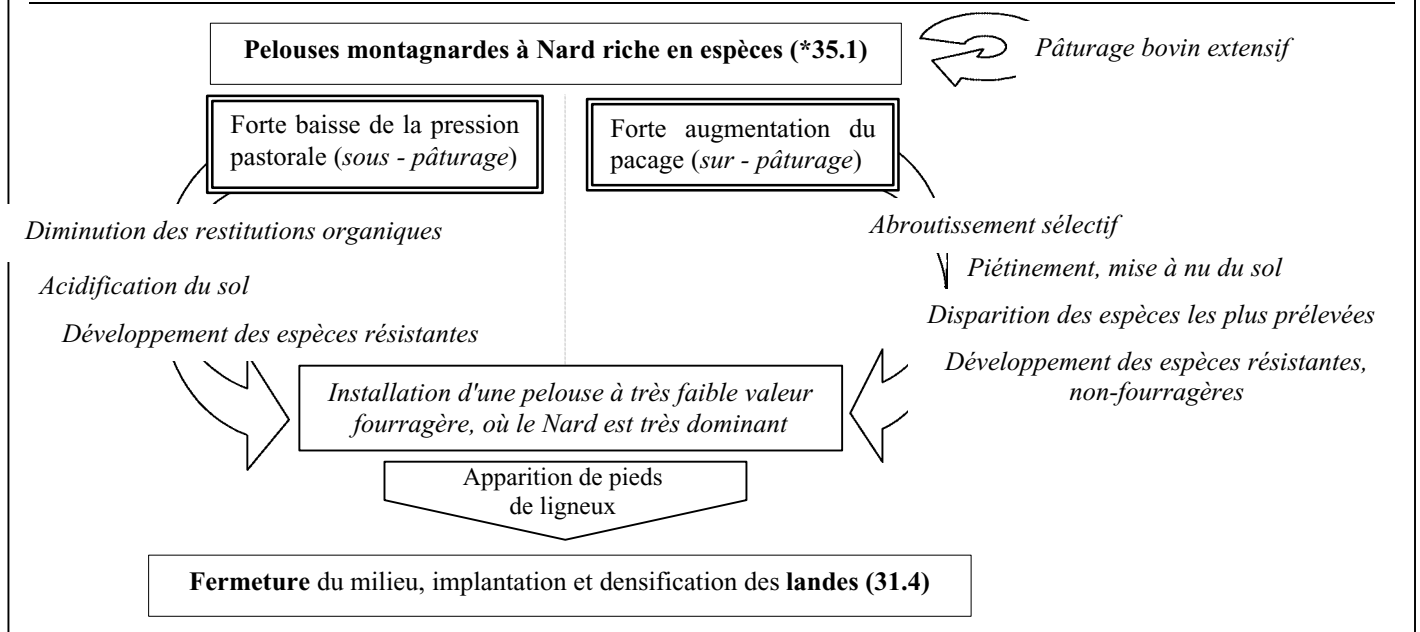 Pelouses montagnardes à Nard riche en espèces (*35.1)
Pâturage bovin extensif
Forte baisse de la pression
pastorale (sous - pâturage)
Forte augmentation du
pacage (sur - pâturage)
Diminution des restitutions organiques
Acidification du sol
Développement des espèces résistantes
Abroutissement sélectif
Piétinement, mise à nu du sol
Disparition des espèces les plus prélevées
Développement des espèces résistantes,
non-fourragères
Installation d'une pelouse à très faible valeur
fourragère, où le Nard est très dominant
Apparition de pieds
de ligneux
Fermeture du milieu, implantation et densification des landes (31.4)